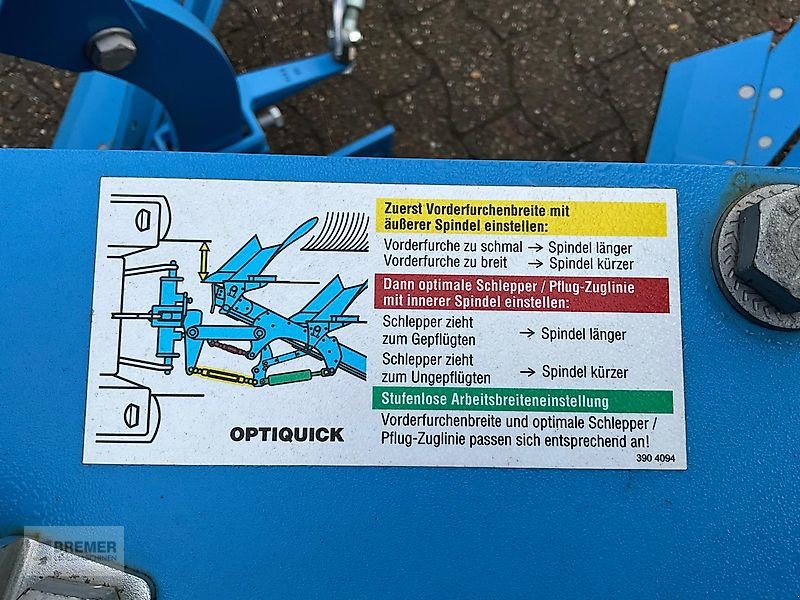 Zuerst Vorderfurchenbreite mit
äußerer Spindel einstellen:
Vorderfurche zu schmal → Spindel länger
Vorderfurche zu breit → Spindel kürzer
Dann optimale Schlepper / Pflug-Zuglinie
mit innerer Spindel einstellen:
Schlepper zieht
zum Gepflügten → Spindel länger
Schlepper zieht
zum Ungepflügten → Spindel kürzer
Stufenlose Arbeitsbreiteneinstellung
Vorderfurchenbreite und optimale Schlepper /
Pflug-Zuglinie passen sich entsprechend an!
OPTIQUICK
390 4094
BREMER